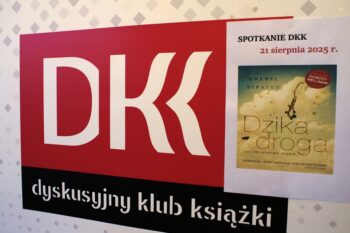 DKK
dyskusyjny klub książki
SPOTKANIE DKK
21 sierpnia 2025 r.
CHERYL
STRAYED
Dzika
droga